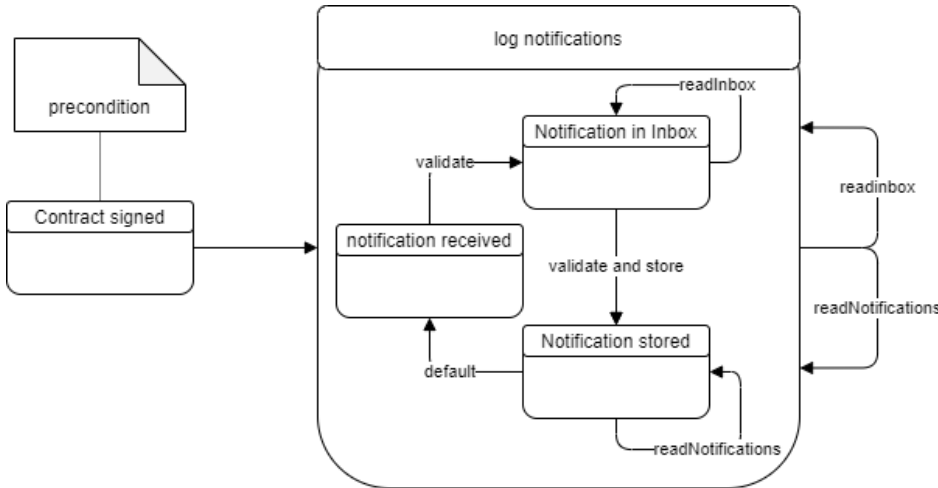 log notifications
precondition
readInbox
Notification in Inbox
validate
readinbox
Contract signed
notification received
validate and store
readNotifications
Notification stored
default
readNotifications